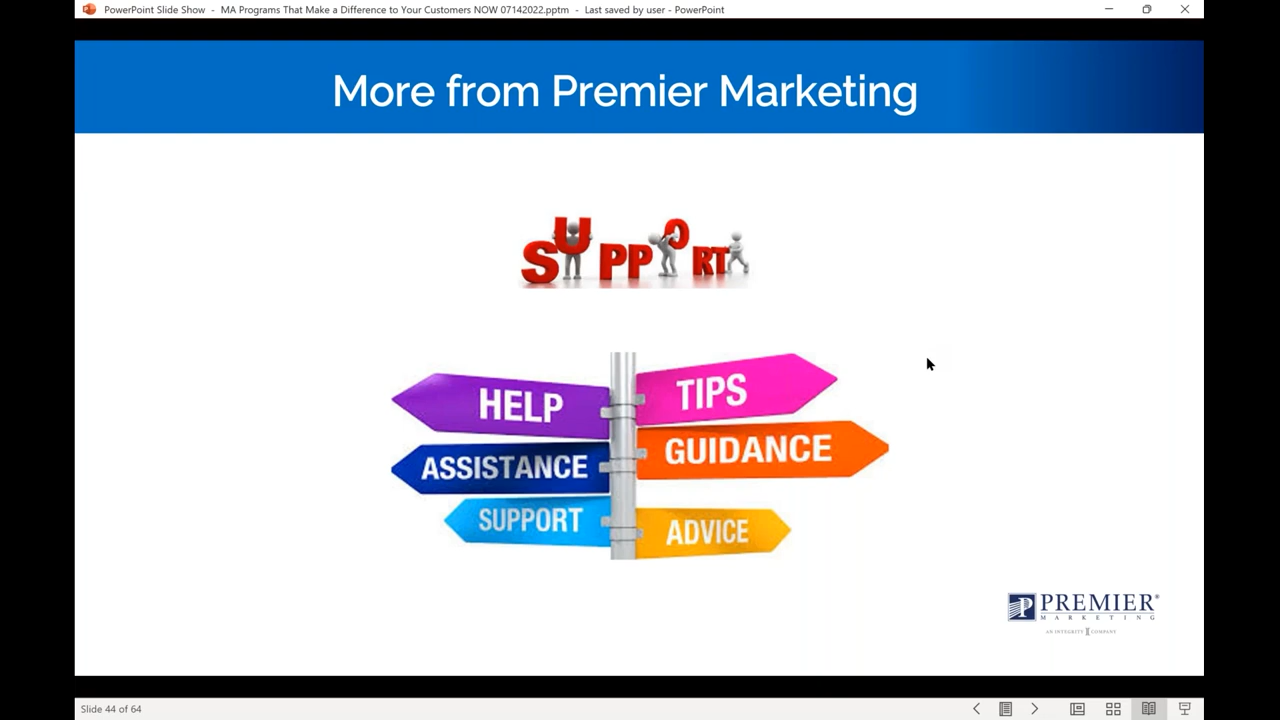 PowerPoint Slide Show - MA Programs That Make a Difference to Your Customers NOW 07142022.pptm - Last saved by user - PowerPoint
More from Premier Marketing
SUPPORT
HELP
TIPS
ASSISTANCE
GUIDANCE
SUPPORT
ADVICE
PREMIER®
MARKETING
AN INTEGRITY COMPANY
Slide 44 of 64